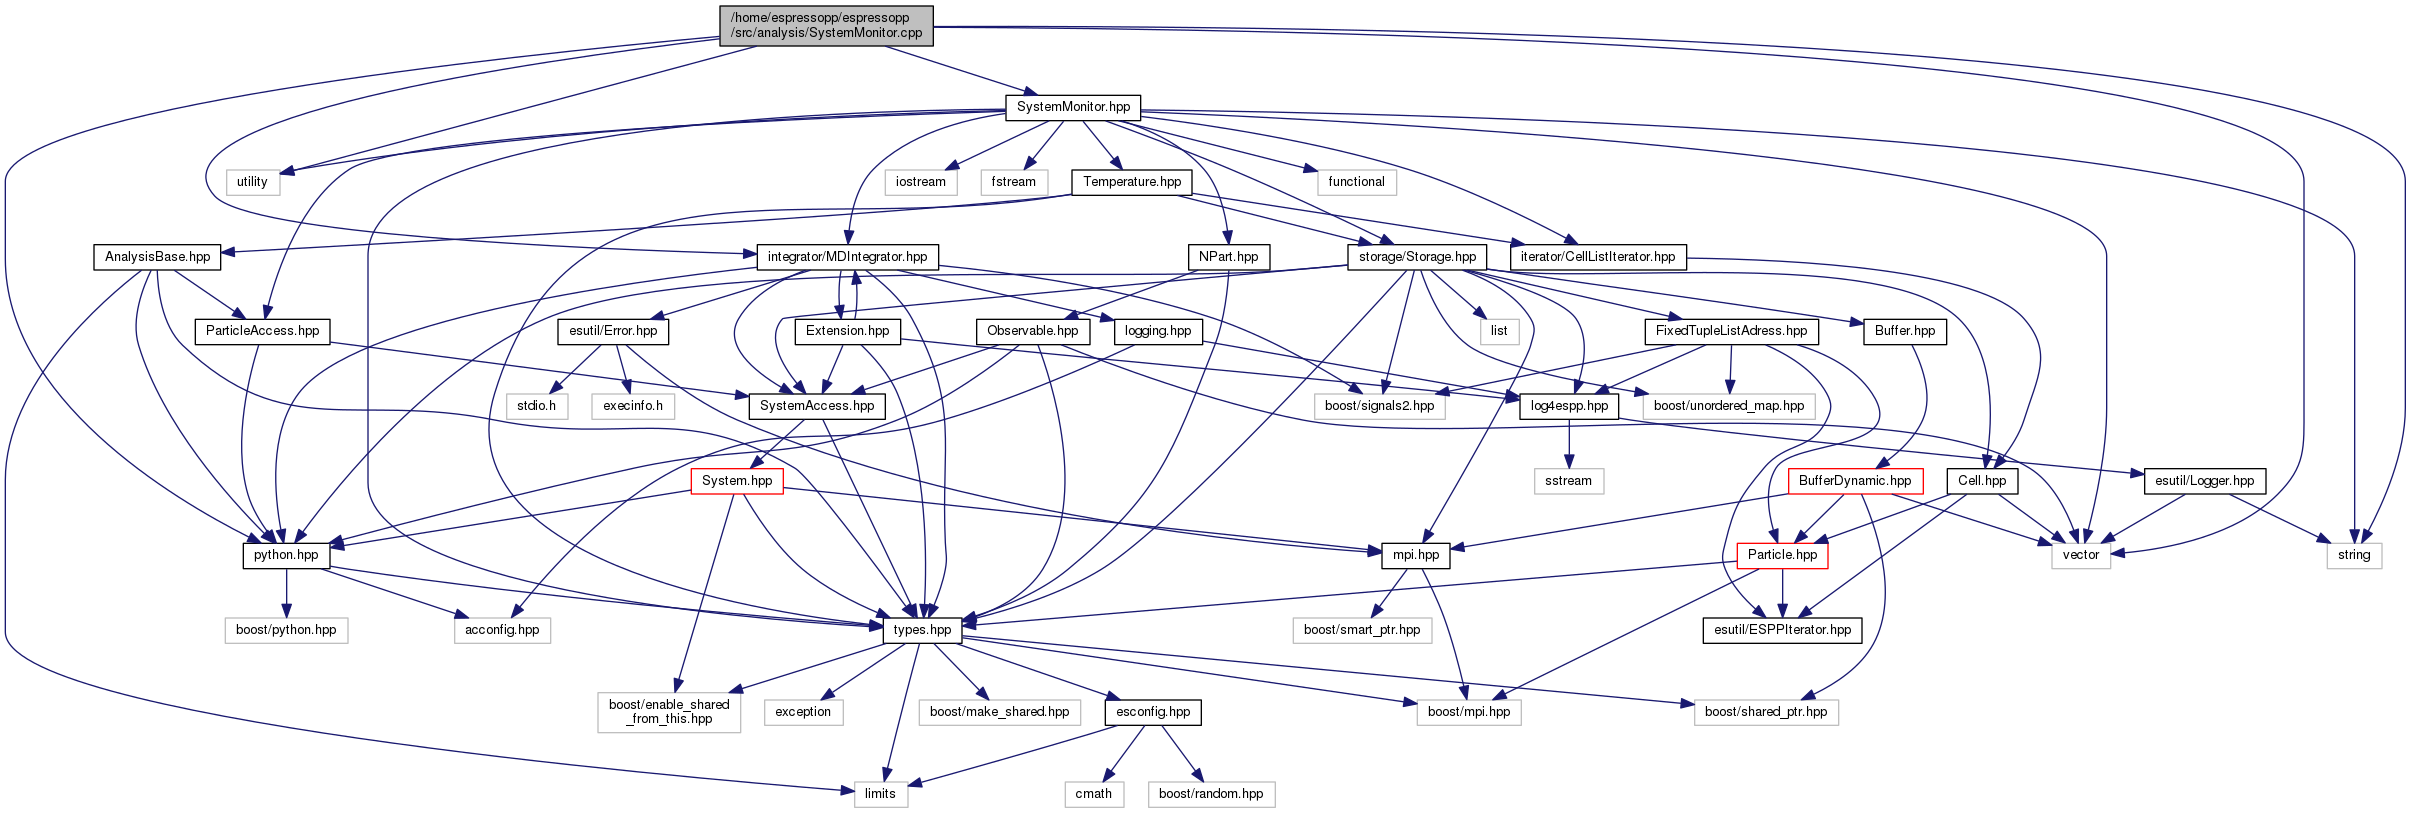 /home/espressopp/espressopp
/src/analysis/SystemMonitor.cpp
SystemMonitor.hpp
utility
iostream
fstream
Temperature.hpp
functional
AnalysisBase.hpp
integrator/MDIntegrator.hpp
NPart.hpp
storage/Storage.hpp
iterator/CellListIterator.hpp
ParticleAccess.hpp
esutil/Error.hpp
Extension.hpp
Observable.hpp
logging.hpp
list
FixedTupleListAdress.hpp
Buffer.hpp
stdio.h
execinfo.h
SystemAccess.hpp
boost/signals2.hpp
log4espp.hpp
boost/unordered_map.hpp
System.hpp
sstream
BufferDynamic.hpp
Cell.hpp
esutil/Logger.hpp
python.hpp
mpi.hpp
Particle.hpp
vector
string
boost/python.hpp
acconfig.hpp
types.hpp
boost/smart_ptr.hpp
esutil/ESPPIterator.hpp
boost/enable_shared
_from_this.hpp
exception
boost/make_shared.hpp
esconfig.hpp
boost/mpi.hpp
boost/shared_ptr.hpp
limits
cmath
boost/random.hpp